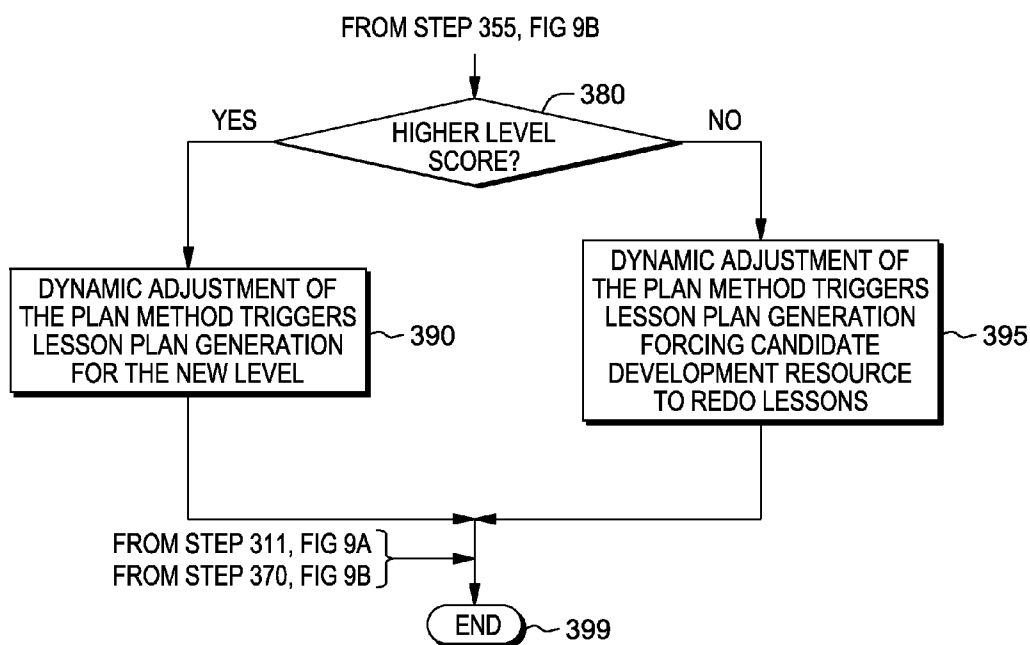 FROM STEP 355, FIG 9B
380
YES
NO
HIGHER LEVEL
SCORE?
DYNAMIC ADJUSTMENT OF
THE PLAN METHOD TRIGGERS
LESSON PLAN GENERATION
FOR THE NEW LEVEL
390
DYNAMIC ADJUSTMENT OF
THE PLAN METHOD TRIGGERS
LESSON PLAN GENERATION
FORCING CANDIDATE
DEVELOPMENT RESOURCE
TO REDO LESSONS
395
FROM STEP 311, FIG 9A
FROM STEP 370, FIG 9B
END
399